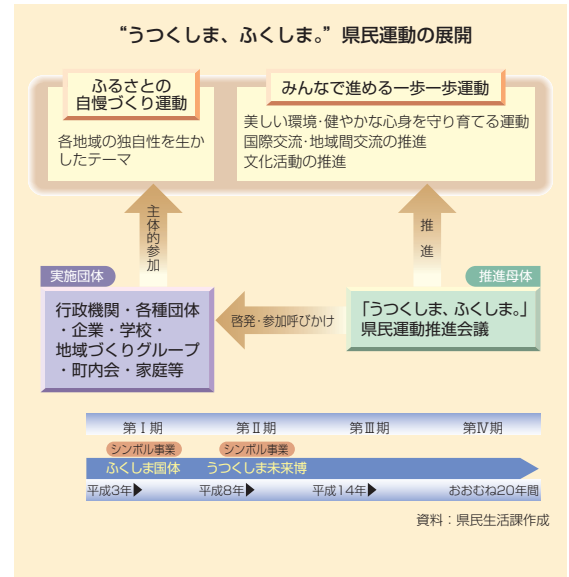 “うつくしま、ふくしま。”県民運動の展開
ふるさとの
自慢づくり運動
各地域の独自性を生か
したテーマ
みんなで進める一歩一歩運動
美しい環境・健やかな心身を守り育てる運動
国際交流・地域間交流の推進
文化活動の推進
主体的参加
推進
実施団体
行政機関・各種団体
・企業・学校・
地域づくりグループ
・町内会・家庭等
啓発・参加呼びかけ
推進母体
「うつくしま、ふくしま。」
県民運動推進会議
第Ⅰ期 第Ⅱ期 第Ⅲ期 第Ⅳ期
シンボル事業 シンボル事業
ふくしま国体 うつくしま未来博
平成3年▶ 平成8年▶ 平成14年▶ おおむね20年間
資料：県民生活課作成